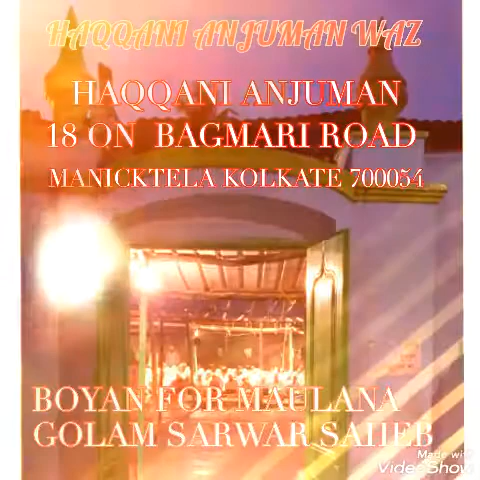 HAQQANI ANJUMAN WAZ
HAQQANI ANJUMAN
18 ON BAGMARI ROAD
MANICKTELA KOLKATE 700054
BOYAN FOR MAULANA
GOLAM SARWAR SAHEB
Made with
VideoShow